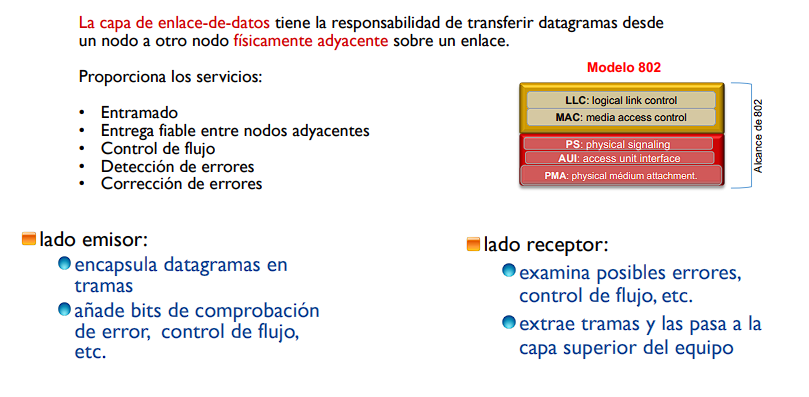 La capa de enlace-de-datos tiene la responsabilidad de transferir datagramas desde
un nodo a otro nodo físicamente adyacente sobre un enlace.
Proporciona los servicios:
• Entramado
• Entrega fiable entre nodos adyacentes
• Control de flujo
• Detección de errores
• Corrección de errores
Modelo 802
LLC: logical link control
MAC: media access control
PS: physical signaling
AUI: access unit interface
PMA: physical médium attachment.
Alcance de 802
lado emisor:
encapsula datagramas en
tramas
añade bits de comprobación
de error, control de flujo,
etc.
lado receptor:
examina posibles errores,
control de flujo, etc.
extrae tramas y las pasa a la
capa superior del equipo